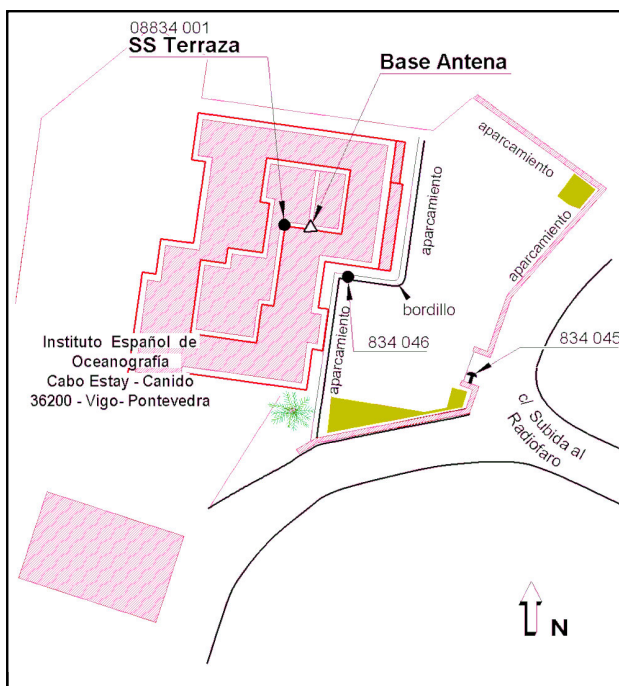 08834 001
SS Terraza
Base Antena
aparcamiento
aparcamiento
aparcamiento
bordillo
Instituto Español de
Oceanografía
Cabo Estay - Canido
36200 - Vigo- Pontevedra
aparcamiento
834 046
834 045
c/ Subida al
Radiofaro
N